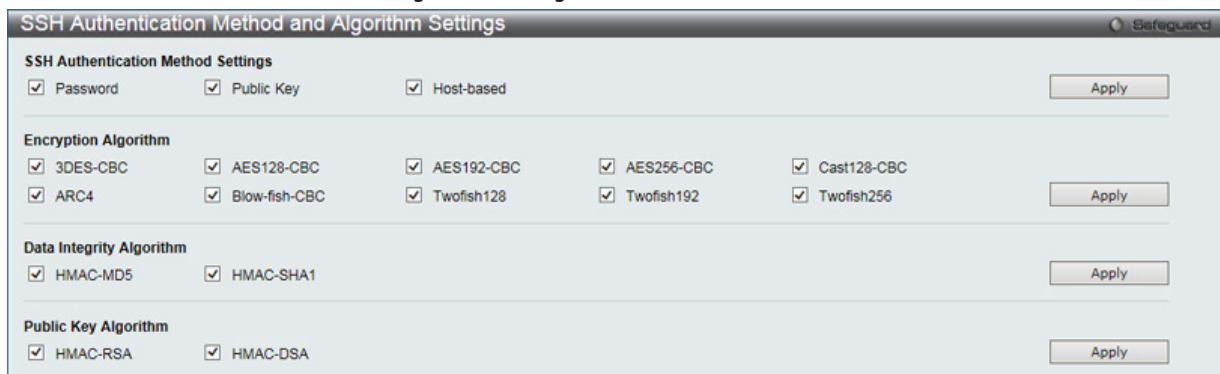 SSH Authentication Method and Algorithm Settings
Safeguard
SSH Authentication Method Settings
Password Public Key Host-based Apply
Encryption Algorithm
3DES-CBC AES128-CBC AES192-CBC AES256-CBC Cast128-CBC
ARC4 Blow-fish-CBC Twofish128 Twofish192 Twofish256 Apply
Data Integrity Algorithm
HMAC-MD5 HMAC-SHA1 Apply
Public Key Algorithm
HMAC-RSA HMAC-DSA Apply